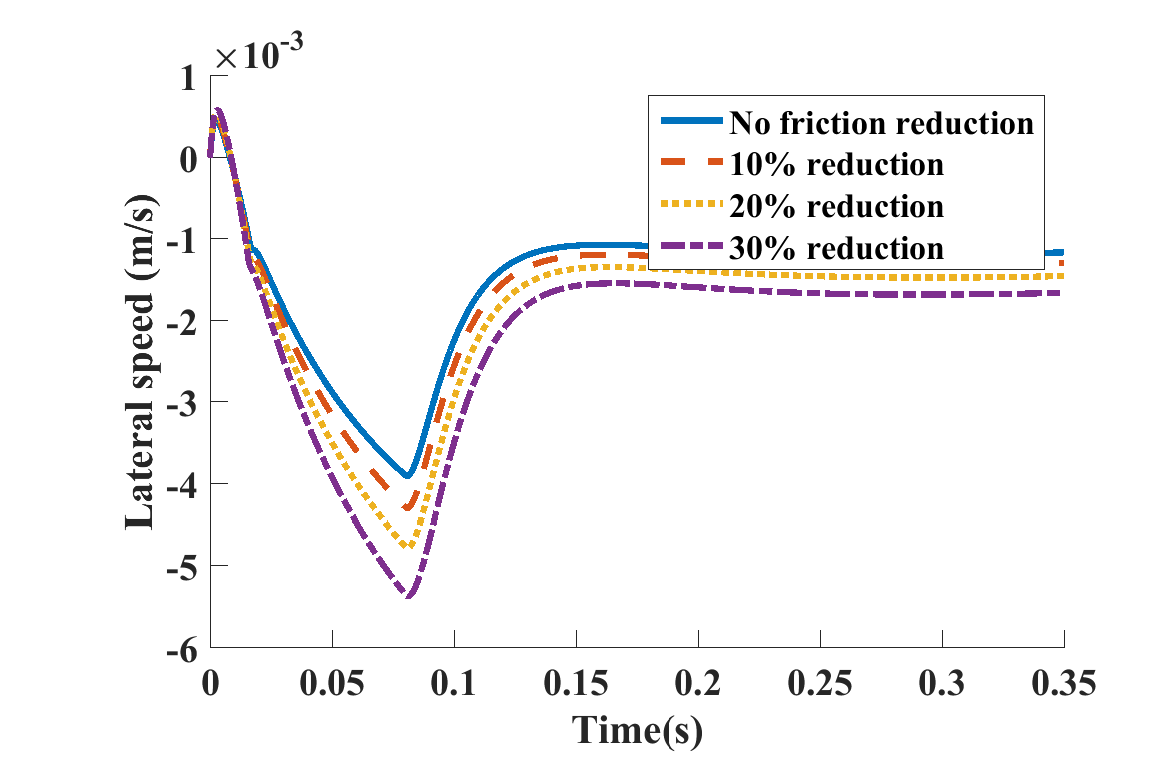 ×10-3
1
0
-1
-2
-3
-4
-5
-6
Lateral speed (m/s)
No friction reduction
10% reduction
20% reduction
30% reduction
0 0.05 0.1 0.15 0.2 0.25 0.3 0.35
Time(s)